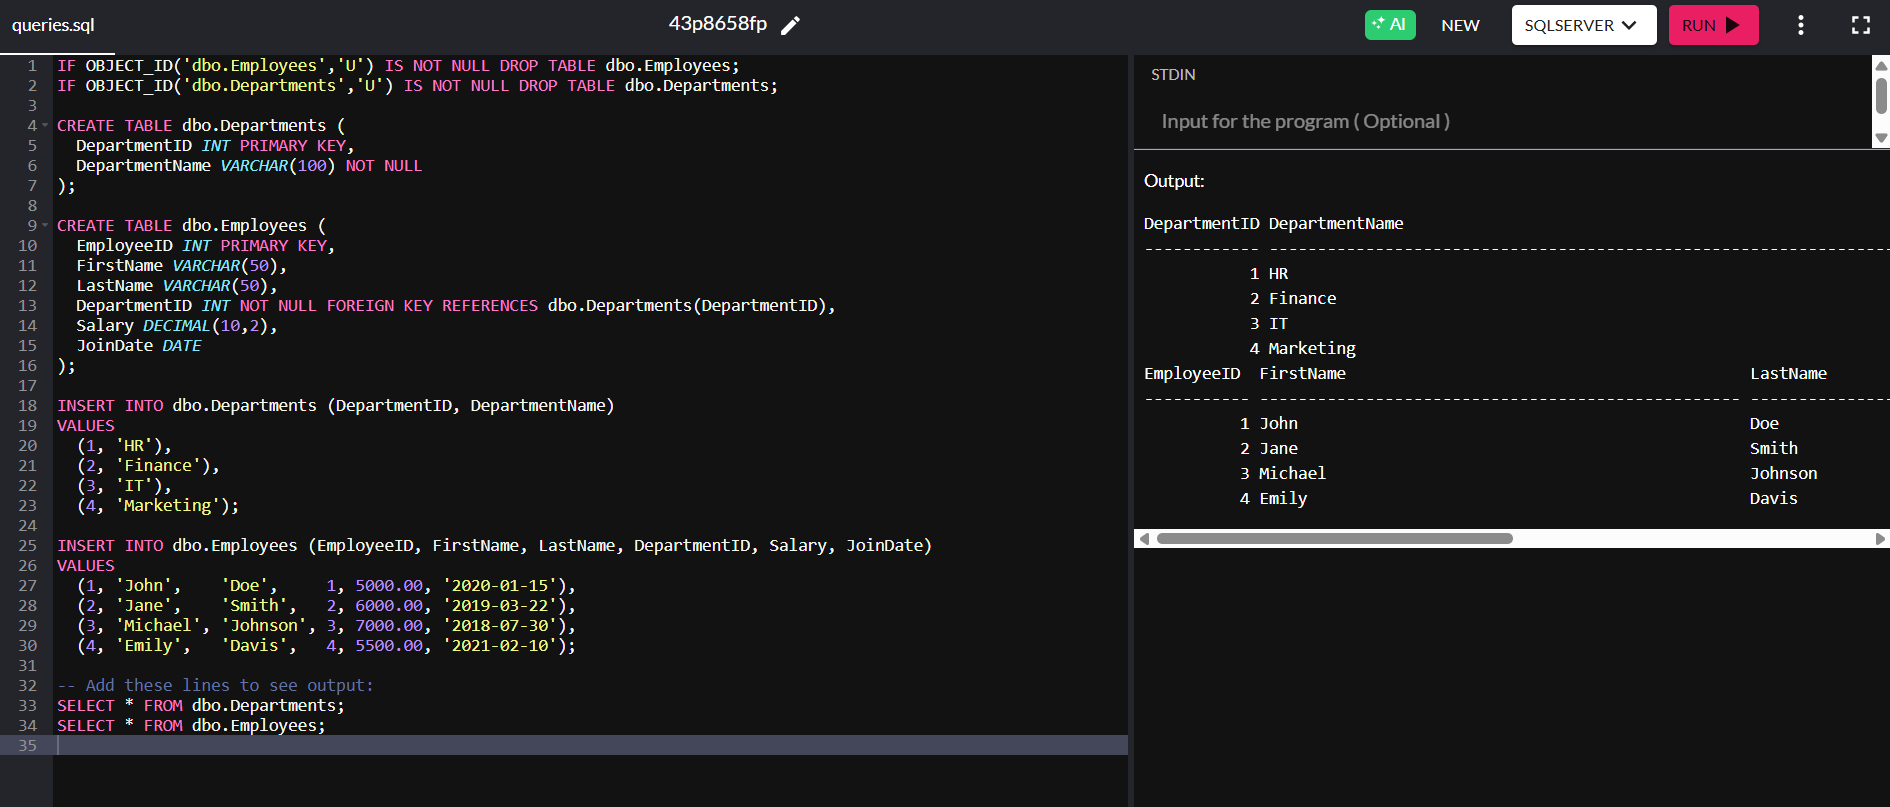 queries.sql
43p8658fp
AI
NEW
SQLSERVER
RUN
1 IF OBJECT_ID('dbo.Employees','U') IS NOT NULL DROP TABLE dbo.Employees;
2 IF OBJECT_ID('dbo.Departments','U') IS NOT NULL DROP TABLE dbo.Departments;
3
4 CREATE TABLE dbo.Departments (
5   DepartmentID INT PRIMARY KEY,
6   DepartmentName VARCHAR(100) NOT NULL
7 );
8
9 CREATE TABLE dbo.Employees (
10   EmployeeID INT PRIMARY KEY,
11   FirstName VARCHAR(50),
12   LastName VARCHAR(50),
13   DepartmentID INT NOT NULL FOREIGN KEY REFERENCES dbo.Departments(DepartmentID),
14   Salary DECIMAL(10,2),
15   JoinDate DATE
16 );
17
18 INSERT INTO dbo.Departments (DepartmentID, DepartmentName)
19 VALUES
20   (1, 'HR'),
21   (2, 'Finance'),
22   (3, 'IT'),
23   (4, 'Marketing');
24
25 INSERT INTO dbo.Employees (EmployeeID, FirstName, LastName, DepartmentID, Salary, JoinDate)
26 VALUES
27   (1, 'John',    'Doe',     1, 5000.00, '2020-01-15'),
28   (2, 'Jane',    'Smith',   2, 6000.00, '2019-03-22'),
29   (3, 'Michael', 'Johnson', 3, 7000.00, '2018-07-30'),
30   (4, 'Emily',   'Davis',   4, 5500.00, '2021-02-10');
31
32 -- Add these lines to see output:
33 SELECT * FROM dbo.Departments;
34 SELECT * FROM dbo.Employees;
35
STDIN
Input for the program ( Optional )
Output:
DepartmentID DepartmentName
------------ ----------------------------------------------------------------
1 HR
2 Finance
3 IT
4 Marketing
EmployeeID  FirstName LastName
----------- -------------------------------------------------- ---------------
1 John Doe
2 Jane Smith
3 Michael Johnson
4 Emily Davis